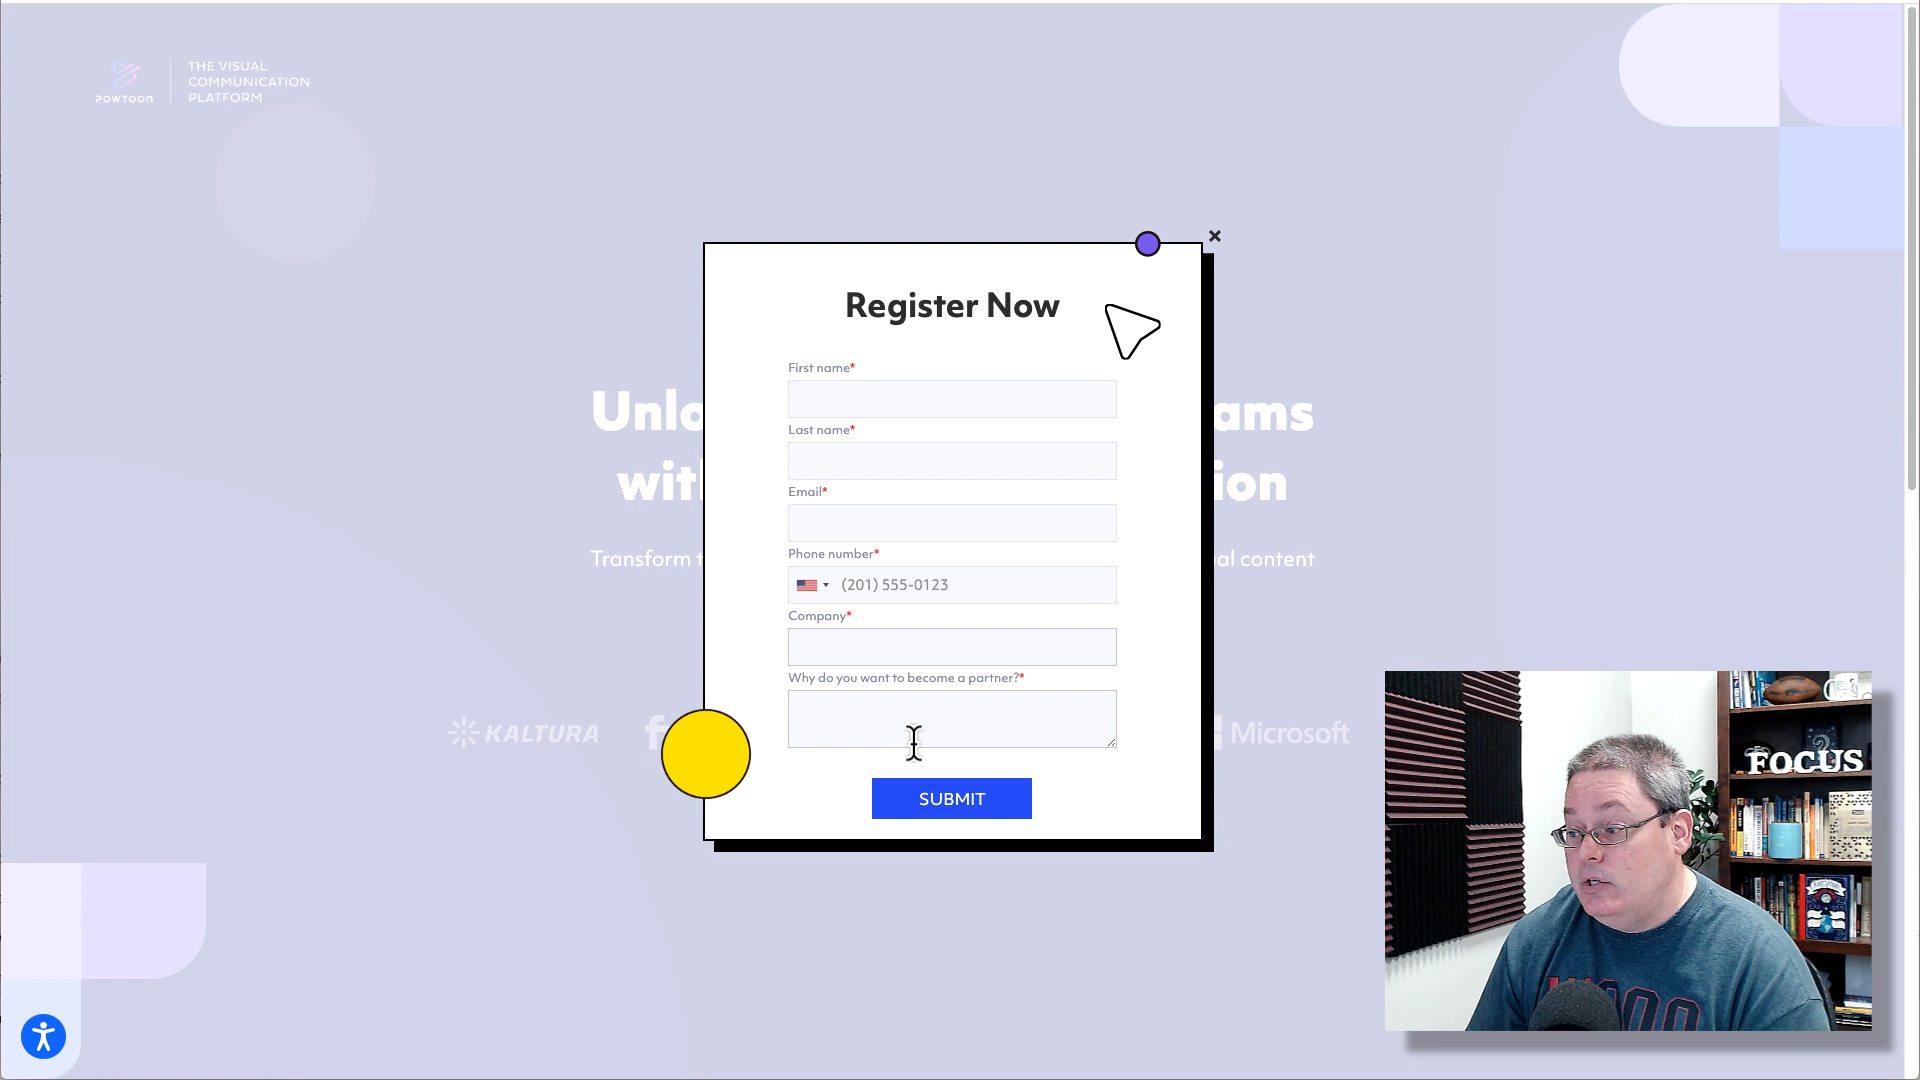 POWTOON
THE VISUAL
COMMUNICATION
PLATFORM
Register Now
First name*
Unlo
ams
Last name*
with
ion
Email*
Phone number*
Transform t
al content
(201) 555-0123
Company*
Why do you want to become a partner?*
KALTURA
f
Microsoft
SUBMIT
FOCUS